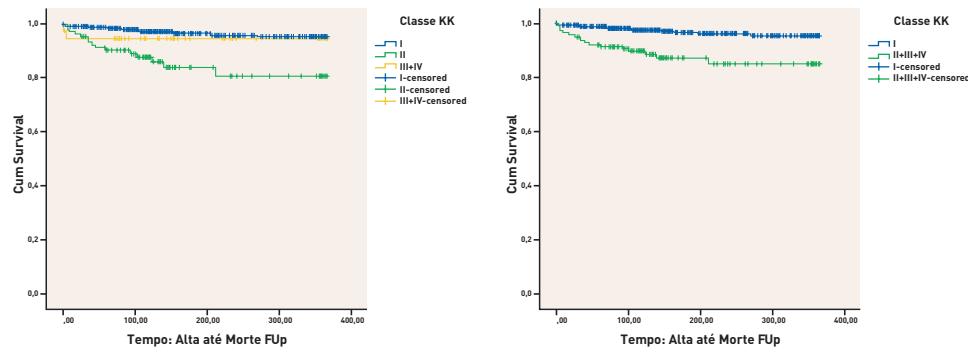 Classe KK
I
II
III+IV
I-censored
II-censored
III+IV-censored
Cum Survival
1,0
0,8
0,6
0,4
0,2
0,0
,00
100,00
200,00
300,00
400,00
Tempo: Alta até Morte FUp
Classe KK
I
II+III+IV
I-censored
II+III+IV-censored
Cum Survival
1,0
0,8
0,6
0,4
0,2
0,0
,00
100,00
200,00
300,00
400,00
Tempo: Alta até Morte FUp